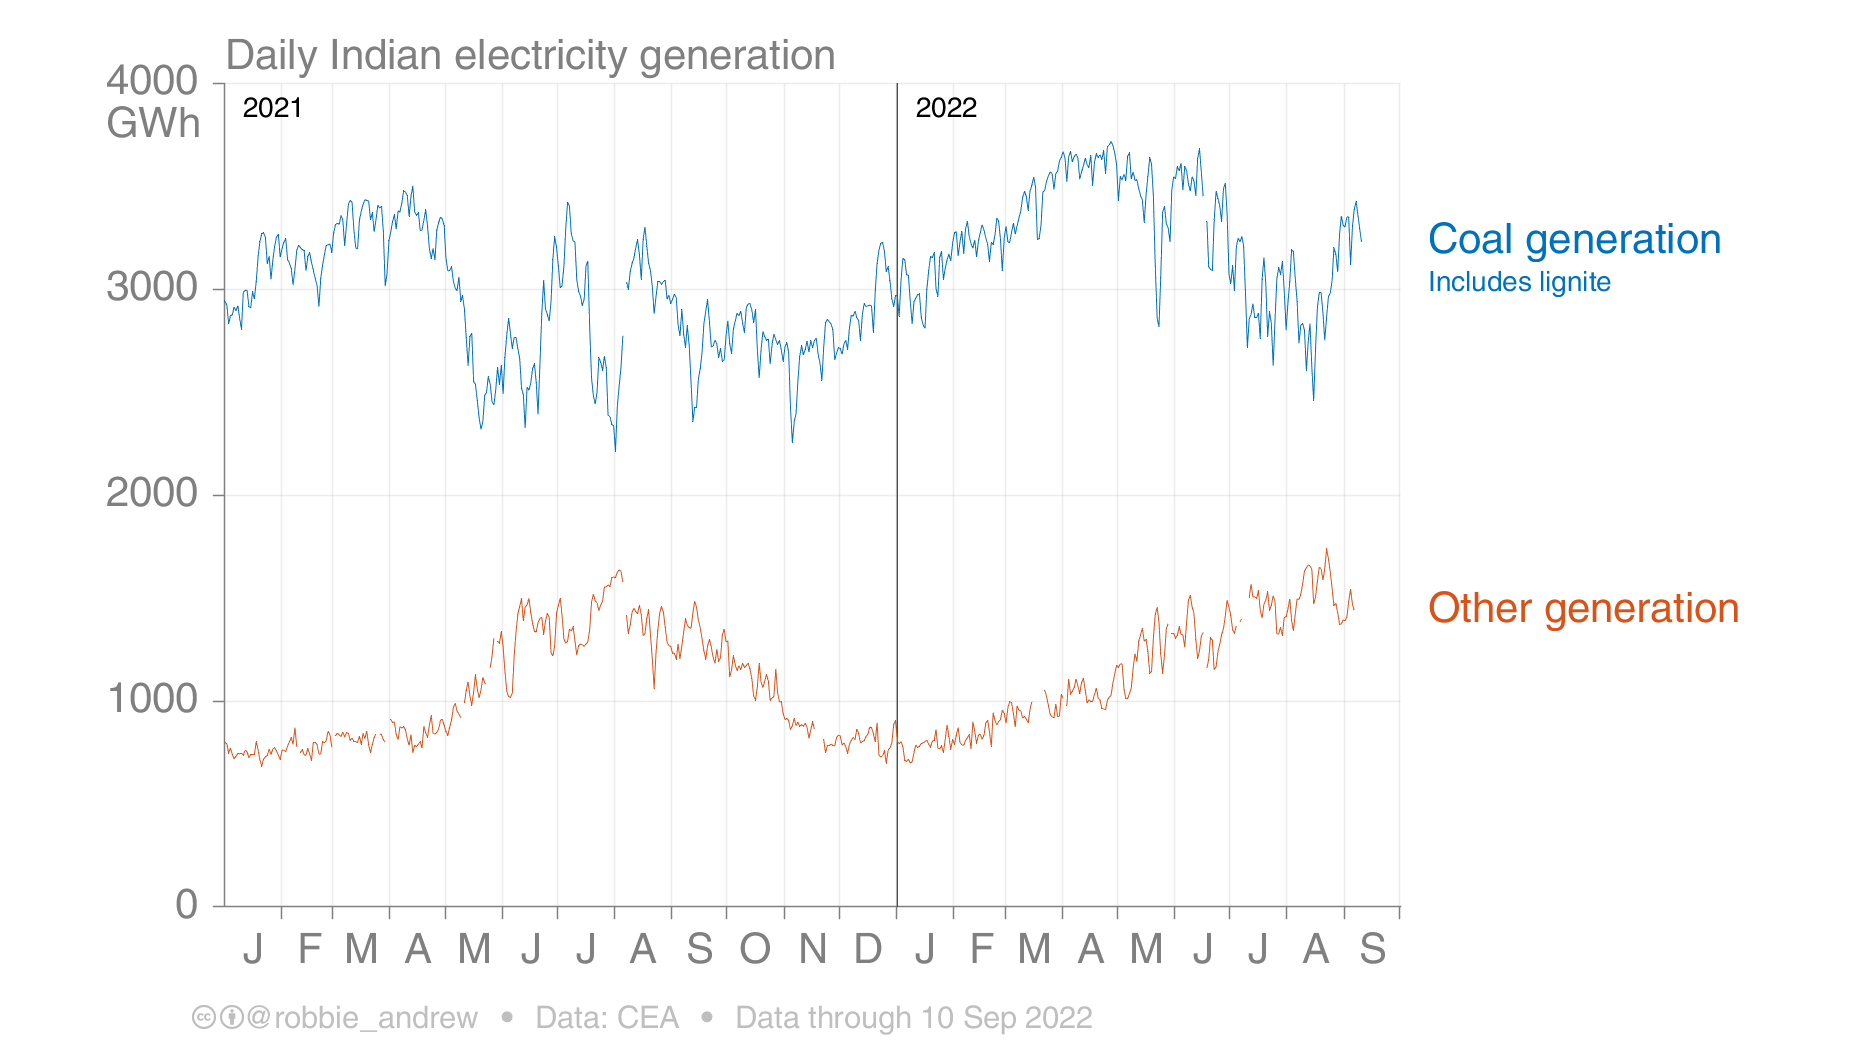 Daily Indian electricity generation
4000
GWh
2021
2022
3000
2000
1000
0
Coal generation
Includes lignite
Other generation
J F M A M J J A S O N D J F M A M J J A S
cc @robbie_andrew • Data: CEA • Data through 10 Sep 2022